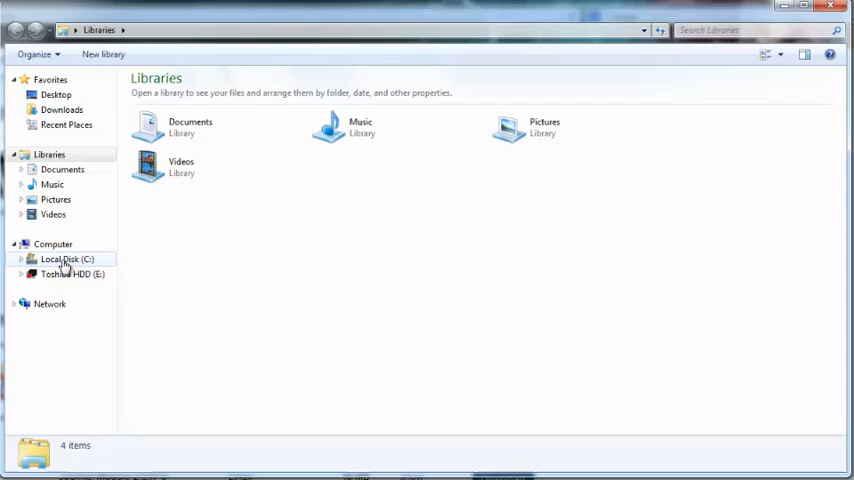 Libraries
Search Libraries
Organize
New library
Favorites
Desktop
Downloads
Recent Places
Libraries
Documents
Music
Pictures
Videos
Computer
Local Disk (C:)
Toshiba HDD (E:)
Network
Libraries
Open a library to see your files and arrange them by folder, date, and other properties.
Documents
Library
Music
Library
Pictures
Library
Videos
Library
4 items